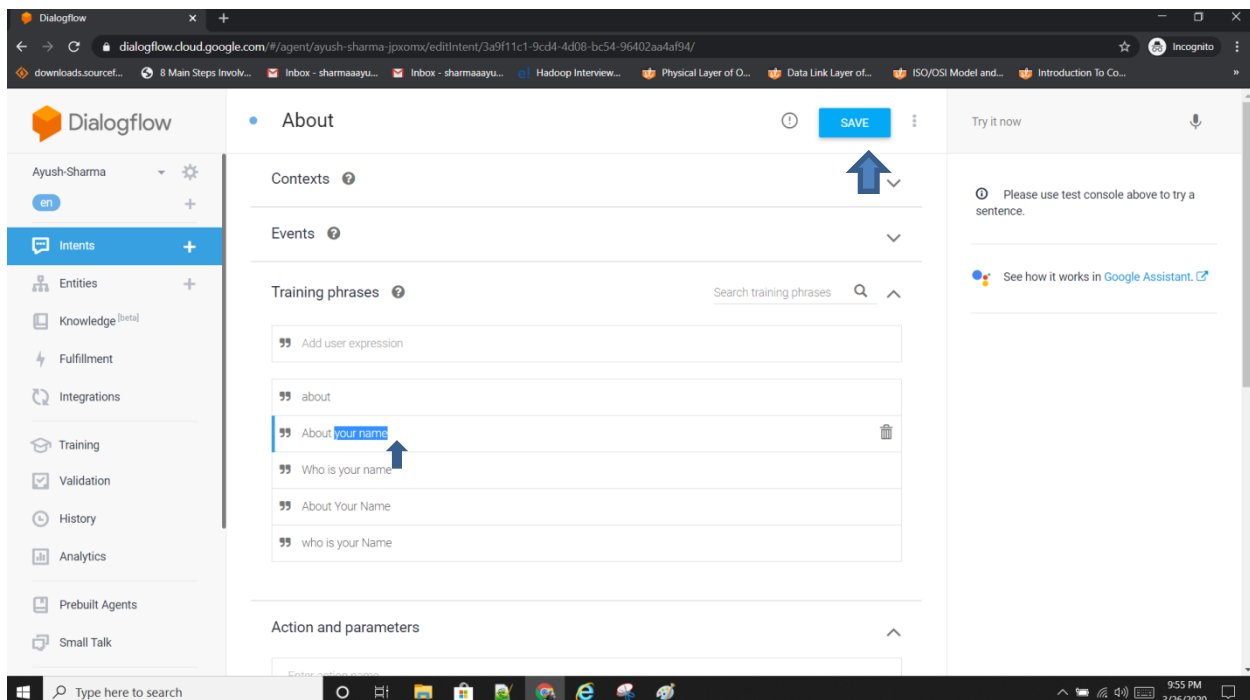 Dialogflow
dialogflow.cloud.google.com/#/agent/ayush-sharma-jpxomx/editIntent/3a9f11c1-9cd4-4d08-bc54-96402aa4af94/
Incognito
downloads.sourcef...
8 Main Steps Involv...
Inbox - sharmaaayu...
Inbox - sharmaaayu...
Hadoop Interview...
Physical Layer of O...
Data Link Layer of...
ISO/OSI Model and...
Introduction To Co...
Dialogflow
About
SAVE
Try it now
Ayush-Sharma
en
Contexts
Please use test console above to try a
sentence.
Intents
Events
Entities
Training phrases
Search training phrases
See how it works in Google Assistant.
Knowledge [beta]
Add user expression
Fulfillment
Integrations
about
Training
About your name
Validation
Who is your name
History
About Your Name
who is your Name
Analytics
Prebuilt Agents
Action and parameters
Small Talk
Enter action name
Type here to search
9:55 PM
3/26/2020